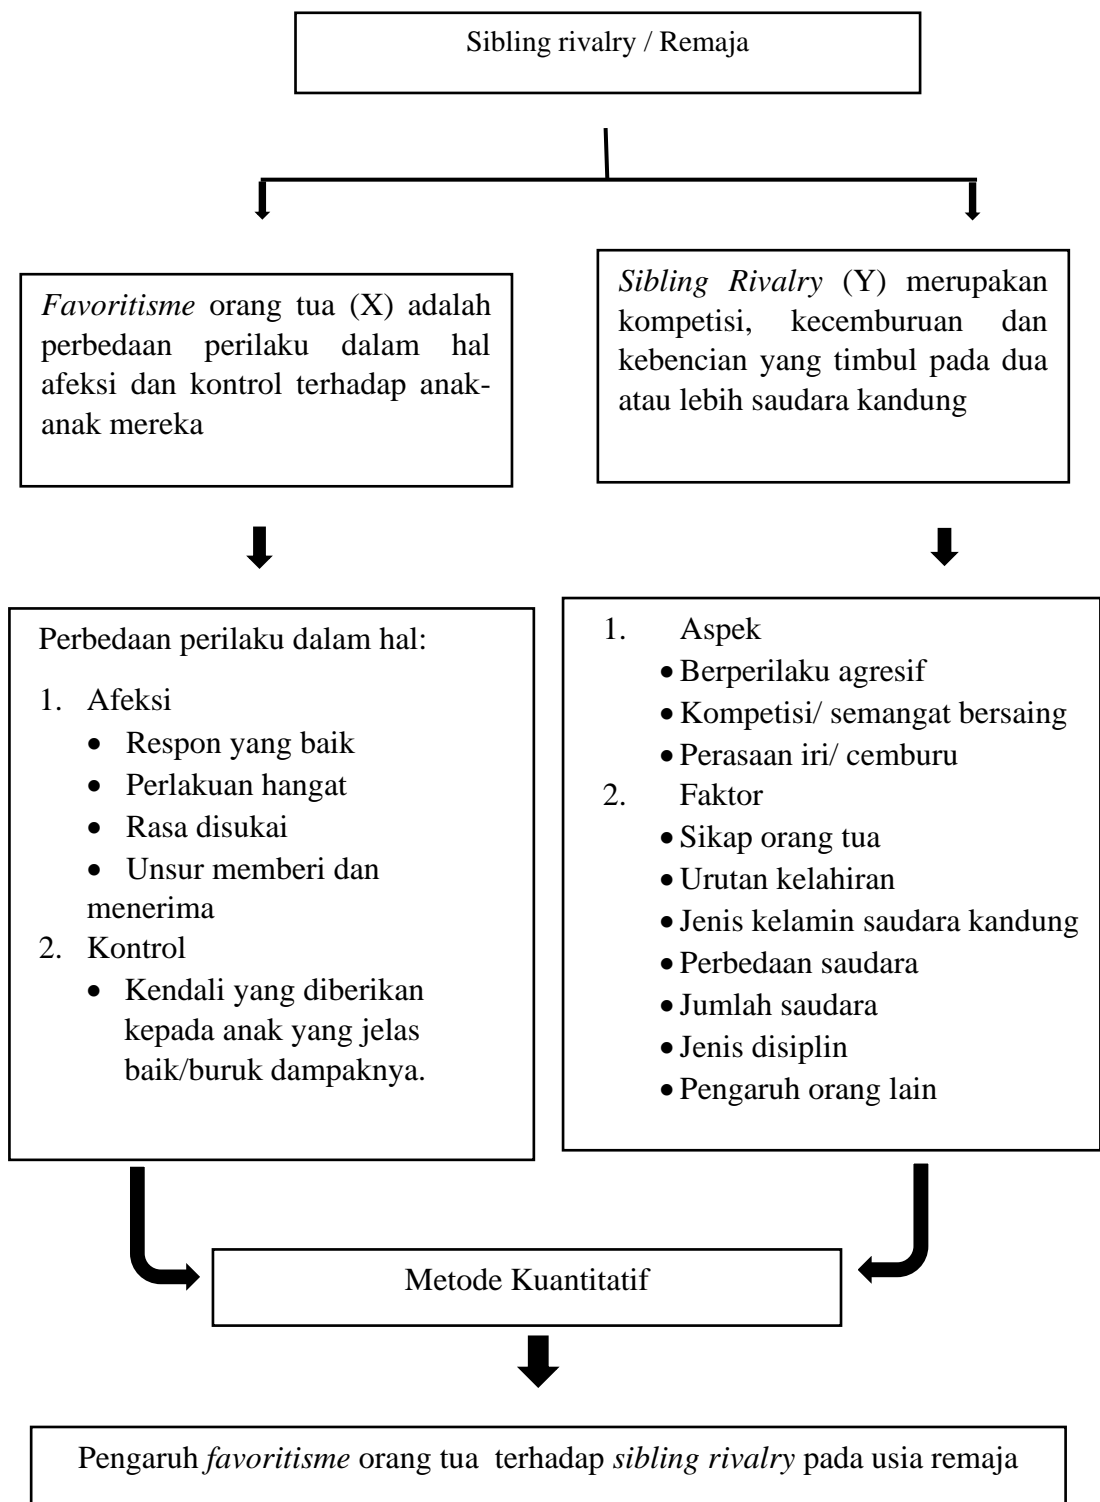 Sibling rivalry / Remaja
Favoritisme orang tua (X) adalah
perbedaan perilaku dalam hal
afeksi dan kontrol terhadap anak-
anak mereka
Sibling Rivalry (Y) merupakan
kompetisi, kecemburuan dan
kebencian yang timbul pada dua
atau lebih saudara kandung
Perbedaan perilaku dalam hal:
1. Afeksi
• Respon yang baik
• Perlakuan hangat
• Rasa disukai
• Unsur memberi dan
menerima
2. Kontrol
• Kendali yang diberikan
kepada anak yang jelas
baik/buruk dampaknya.
1. Aspek
• Berperilaku agresif
• Kompetisi/ semangat bersaing
• Perasaan iri/ cemburu
2. Faktor
• Sikap orang tua
• Urutan kelahiran
• Jenis kelamin saudara kandung
• Perbedaan saudara
• Jumlah saudara
• Jenis disiplin
• Pengaruh orang lain
Metode Kuantitatif
Pengaruh favoritisme orang tua terhadap sibling rivalry pada usia remaja